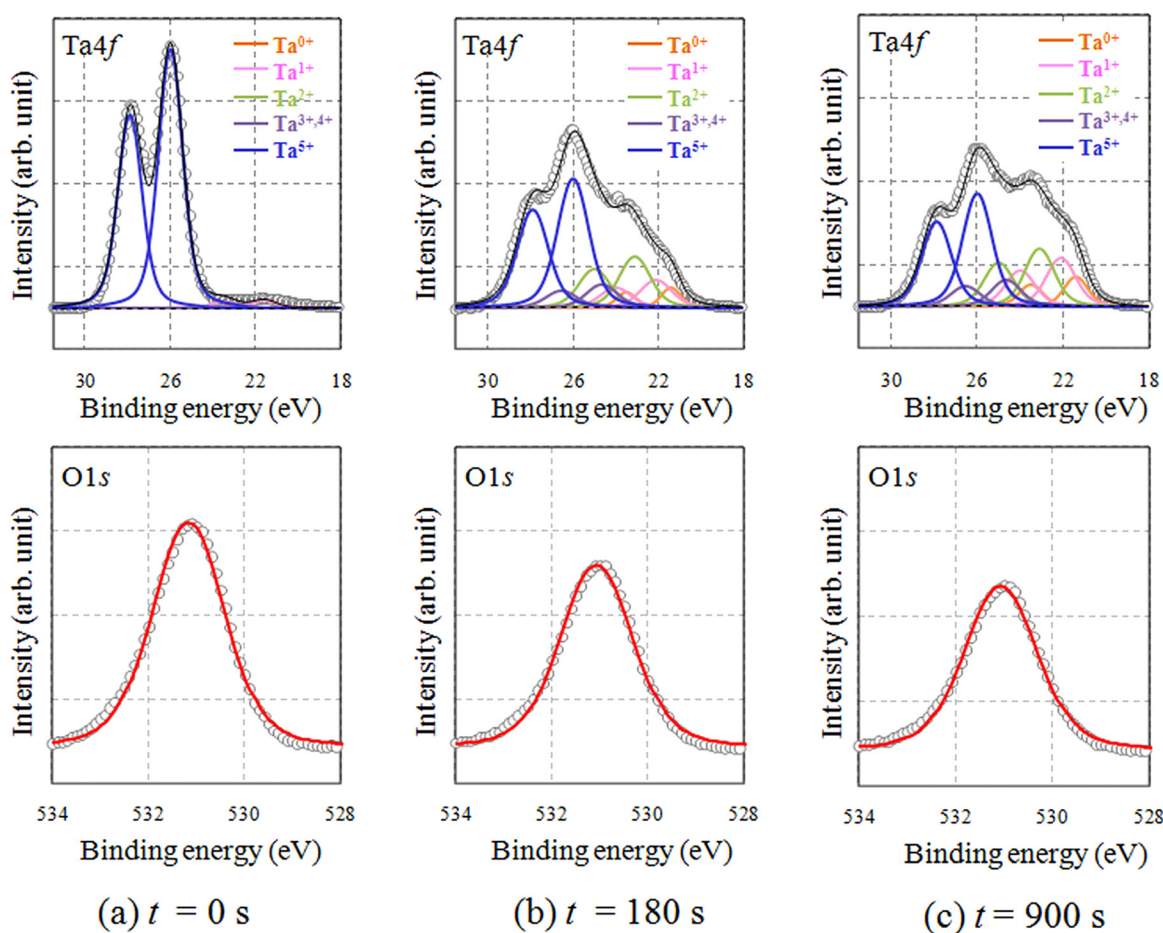 Ta4f
Ta⁰⁺
Ta¹⁺
Ta²⁺
Ta³⁺,⁴⁺
Ta⁵⁺
Intensity (arb. unit)
30 26 22 18
Binding energy (eV)
Ta4f
Ta⁰⁺
Ta¹⁺
Ta²⁺
Ta³⁺,⁴⁺
Ta⁵⁺
Intensity (arb. unit)
30 26 22 18
Binding energy (eV)
Ta4f
Ta⁰⁺
Ta¹⁺
Ta²⁺
Ta³⁺,⁴⁺
Ta⁵⁺
Intensity (arb. unit)
30 26 22 18
Binding energy (eV)
O1s
Intensity (arb. unit)
534 532 530 528
Binding energy (eV)
O1s
Intensity (arb. unit)
534 532 530 528
Binding energy (eV)
O1s
Intensity (arb. unit)
534 532 530 528
Binding energy (eV)
(a) t = 0 s
(b) t = 180 s
(c) t = 900 s